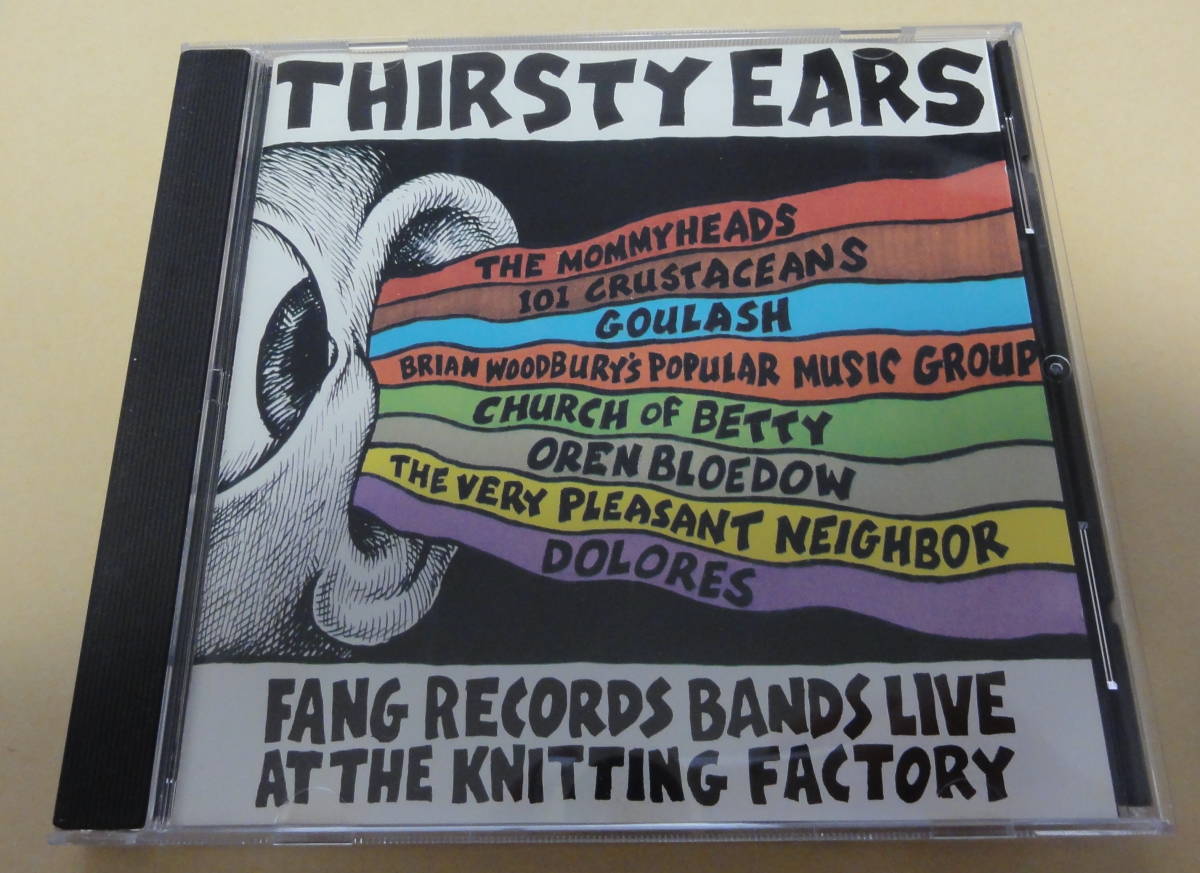 THIRSTY EARS
THE MOMMYHEADS
101 CRUSTACEANS
GOULASH
BRIAN WOODBURY'S POPULAR MUSIC GROUP
CHURCH OF BETTY
OREN BLOEDOW
THE VERY PLEASANT NEIGHBOR
DOLORES
FANG RECORDS BANDS LIVE
AT THE KNITTING FACTORY